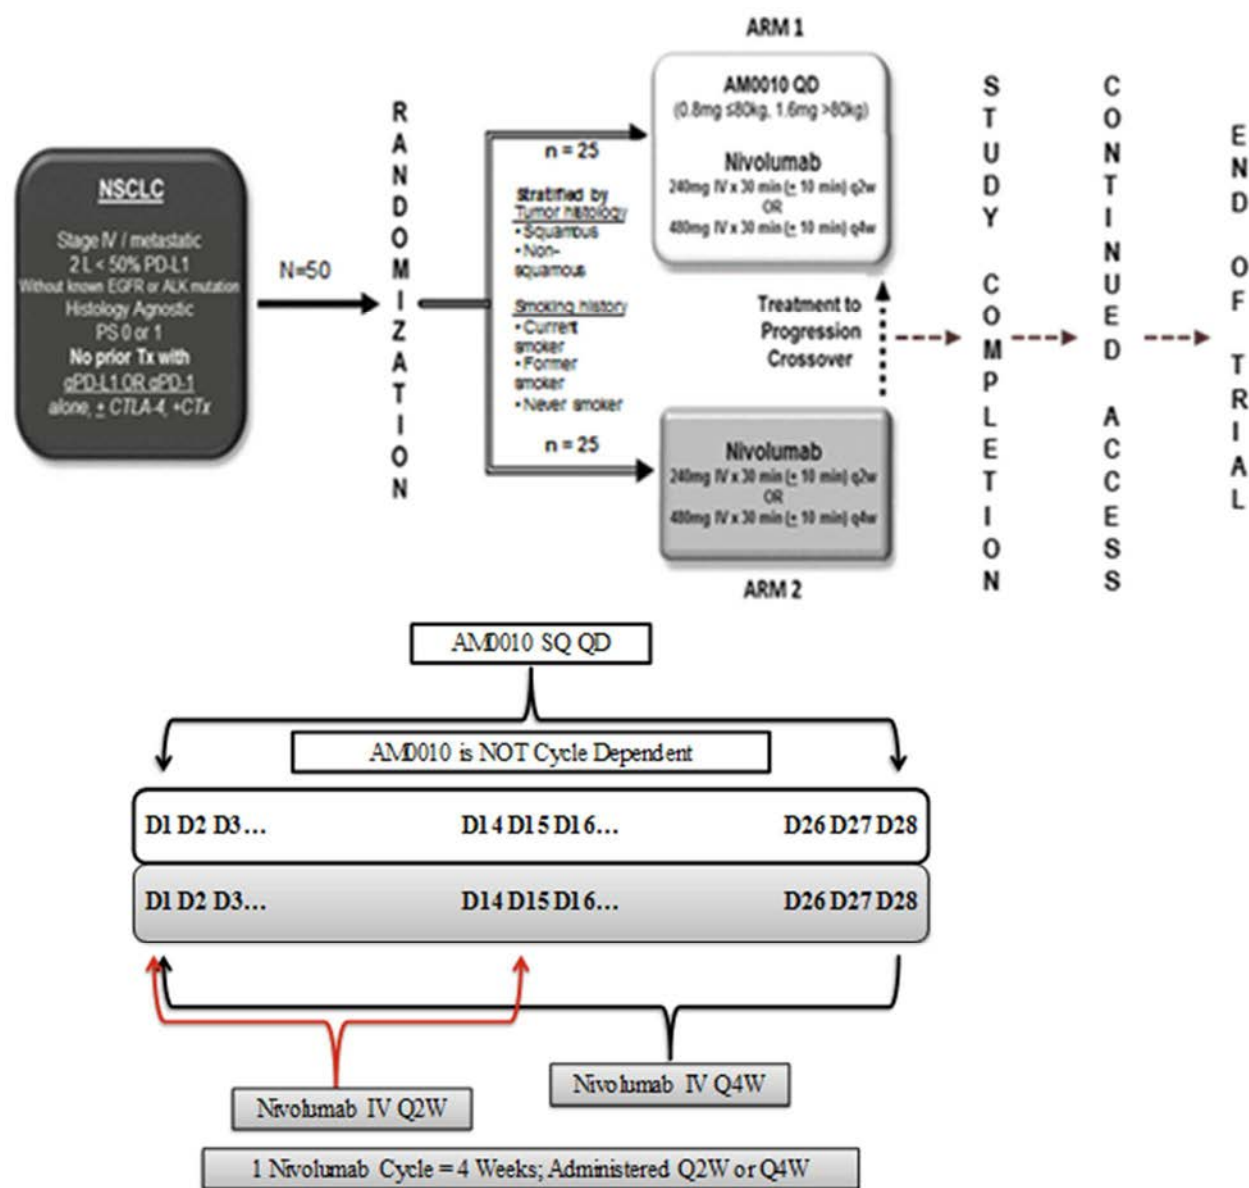 ARM 1
AM0010 QD
(0.8mg ≤80kg, 1.6mg >80kg)
Nivolumab
240mg IV x 30 min (± 10 min) q2w
OR
480mg IV x 30 min (± 10 min) q4w
NSCLC
Stage IV / metastatic
2 L < 50% PD-L1
Without known EGFR or ALK mutation
Histology Agnostic
PS 0 or 1
No prior Tx with
αPD-L1 OR αPD-1
alone, ± CTLA-4, +CTx
N=50
RANDOMIZATION
n = 25
Stratified by
Tumor histology
• Squamous
• Non-
squamous
Smoking history
• Current
smoker
• Former
smoker
• Never smoker
n = 25
Treatment to
Progression
Crossover
Nivolumab
240mg IV x 30 min (± 10 min) q2w
OR
480mg IV x 30 min (± 10 min) q4w
ARM 2
STUDY COMPLETION
CONTINUED ACCESS
END OF TRIAL
AM0010 SQ QD
AM0010 is NOT Cycle Dependent
D1 D2 D3... D14 D15 D16... D26 D27 D28
D1 D2 D3... D14 D15 D16... D26 D27 D28
Nivolumab IV Q2W
Nivolumab IV Q4W
1 Nivolumab Cycle = 4 Weeks; Administered Q2W or Q4W